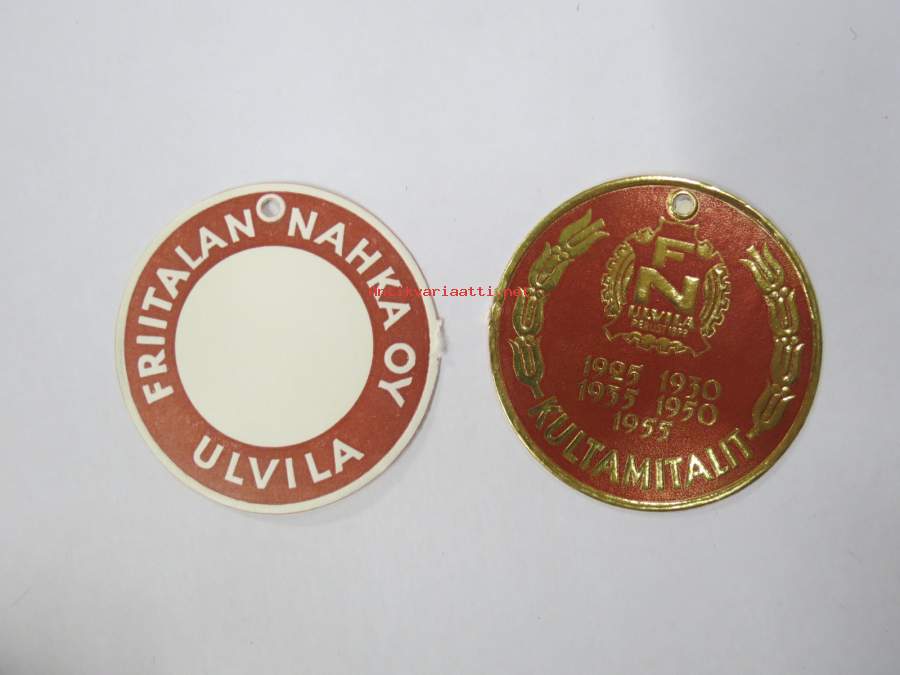 FRIITALAN NAHKA OY
ULVILA
Antikvariaatti.net
FN
ULVILA
1925 1930
1935 1950
1955
KULTAMITALIT